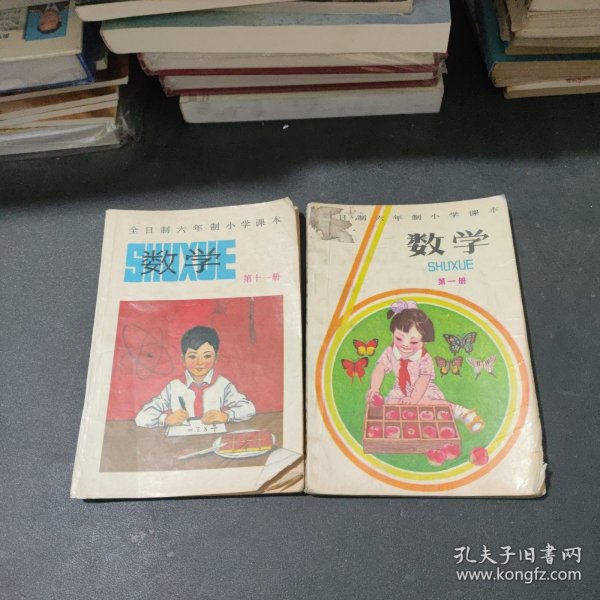 全日制六年制小学课本
SHUXUE
数学
第十一册
日制六年制小学课本
数学
SHUXUE
第一册
孔夫子旧书网
www.kongfz.com